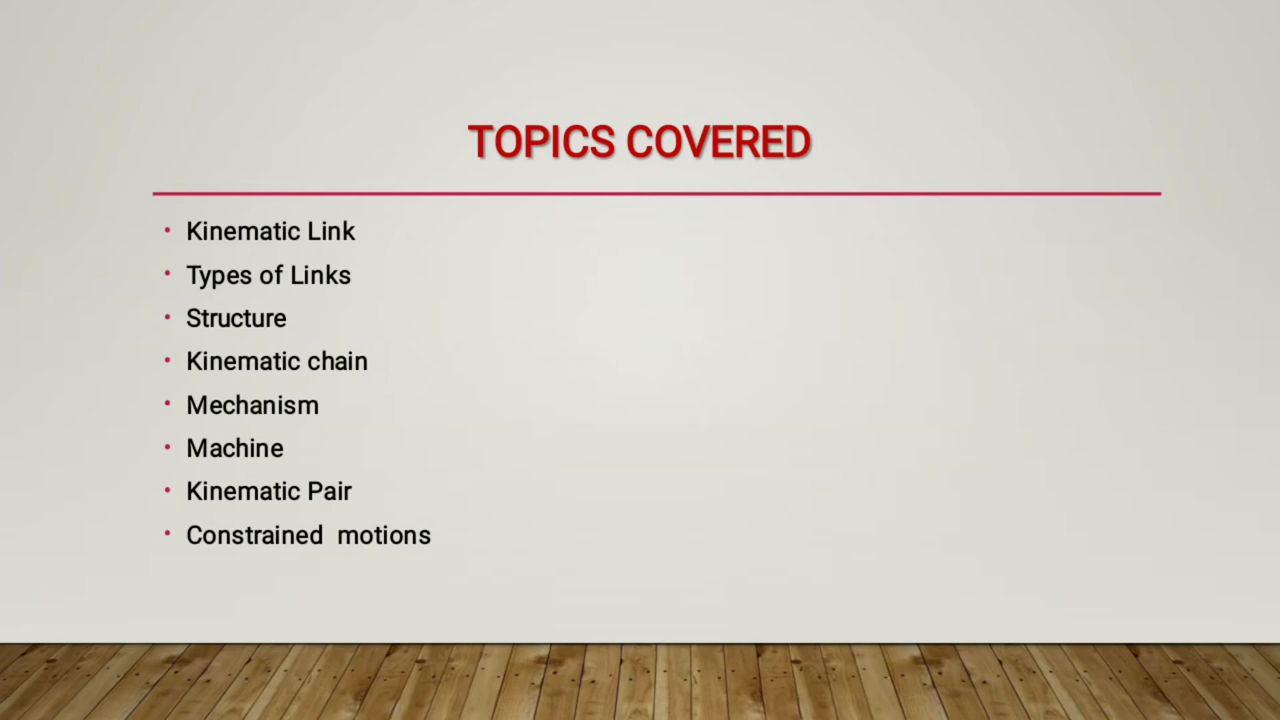 TOPICS COVERED
• Kinematic Link
• Types of Links
• Structure
• Kinematic chain
• Mechanism
• Machine
• Kinematic Pair
• Constrained  motions